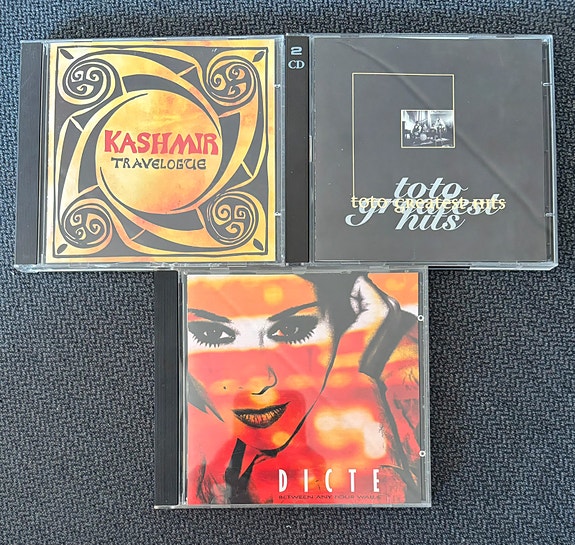 KASHMIR
TRAVELOGUE
2
CD
toto
greatest
hits
toto greatest hits
DICTE
BETWEEN ANY FOUR WALLS